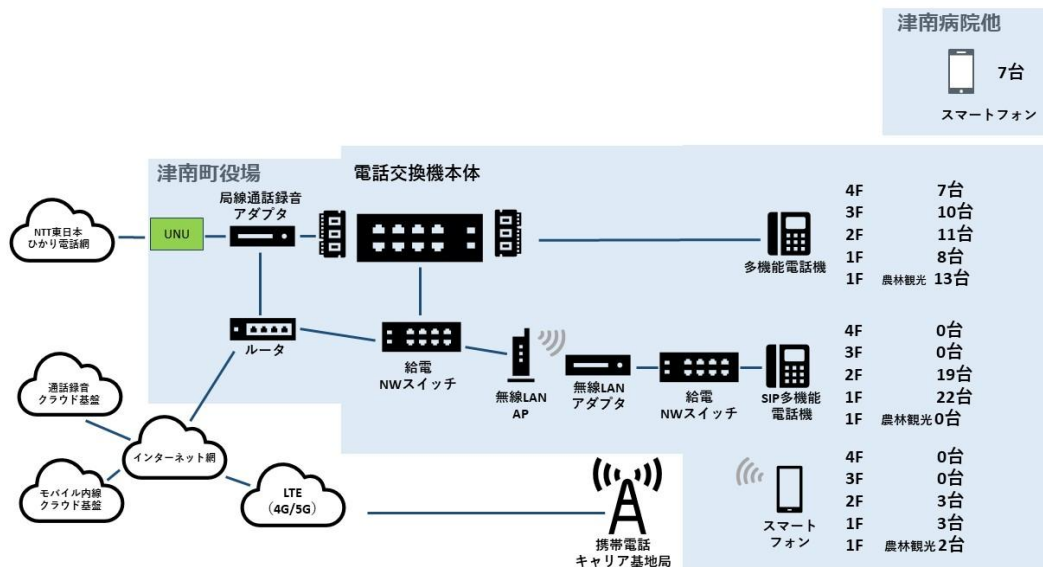 津南病院他
7台
スマートフォン
津南町役場
電話交換機本体
局線通話録音
アダプタ
NTT東日本
ひかり電話網
UNU
多機能電話機
4F 7台
3F 10台
2F 11台
1F 8台
1F 農林観光 13台
ルータ
給電
NWスイッチ
無線LAN
AP
無線LAN
アダプタ
給電
NWスイッチ
SIP多機能
電話機
4F 0台
3F 0台
2F 19台
1F 22台
1F 農林観光 0台
通話録音
クラウド基盤
インターネット網
モバイル内線
クラウド基盤
LTE
(4G/5G)
携帯電話
キャリア基地局
スマート
フォン
4F 0台
3F 0台
2F 3台
1F 3台
1F 農林観光 2台